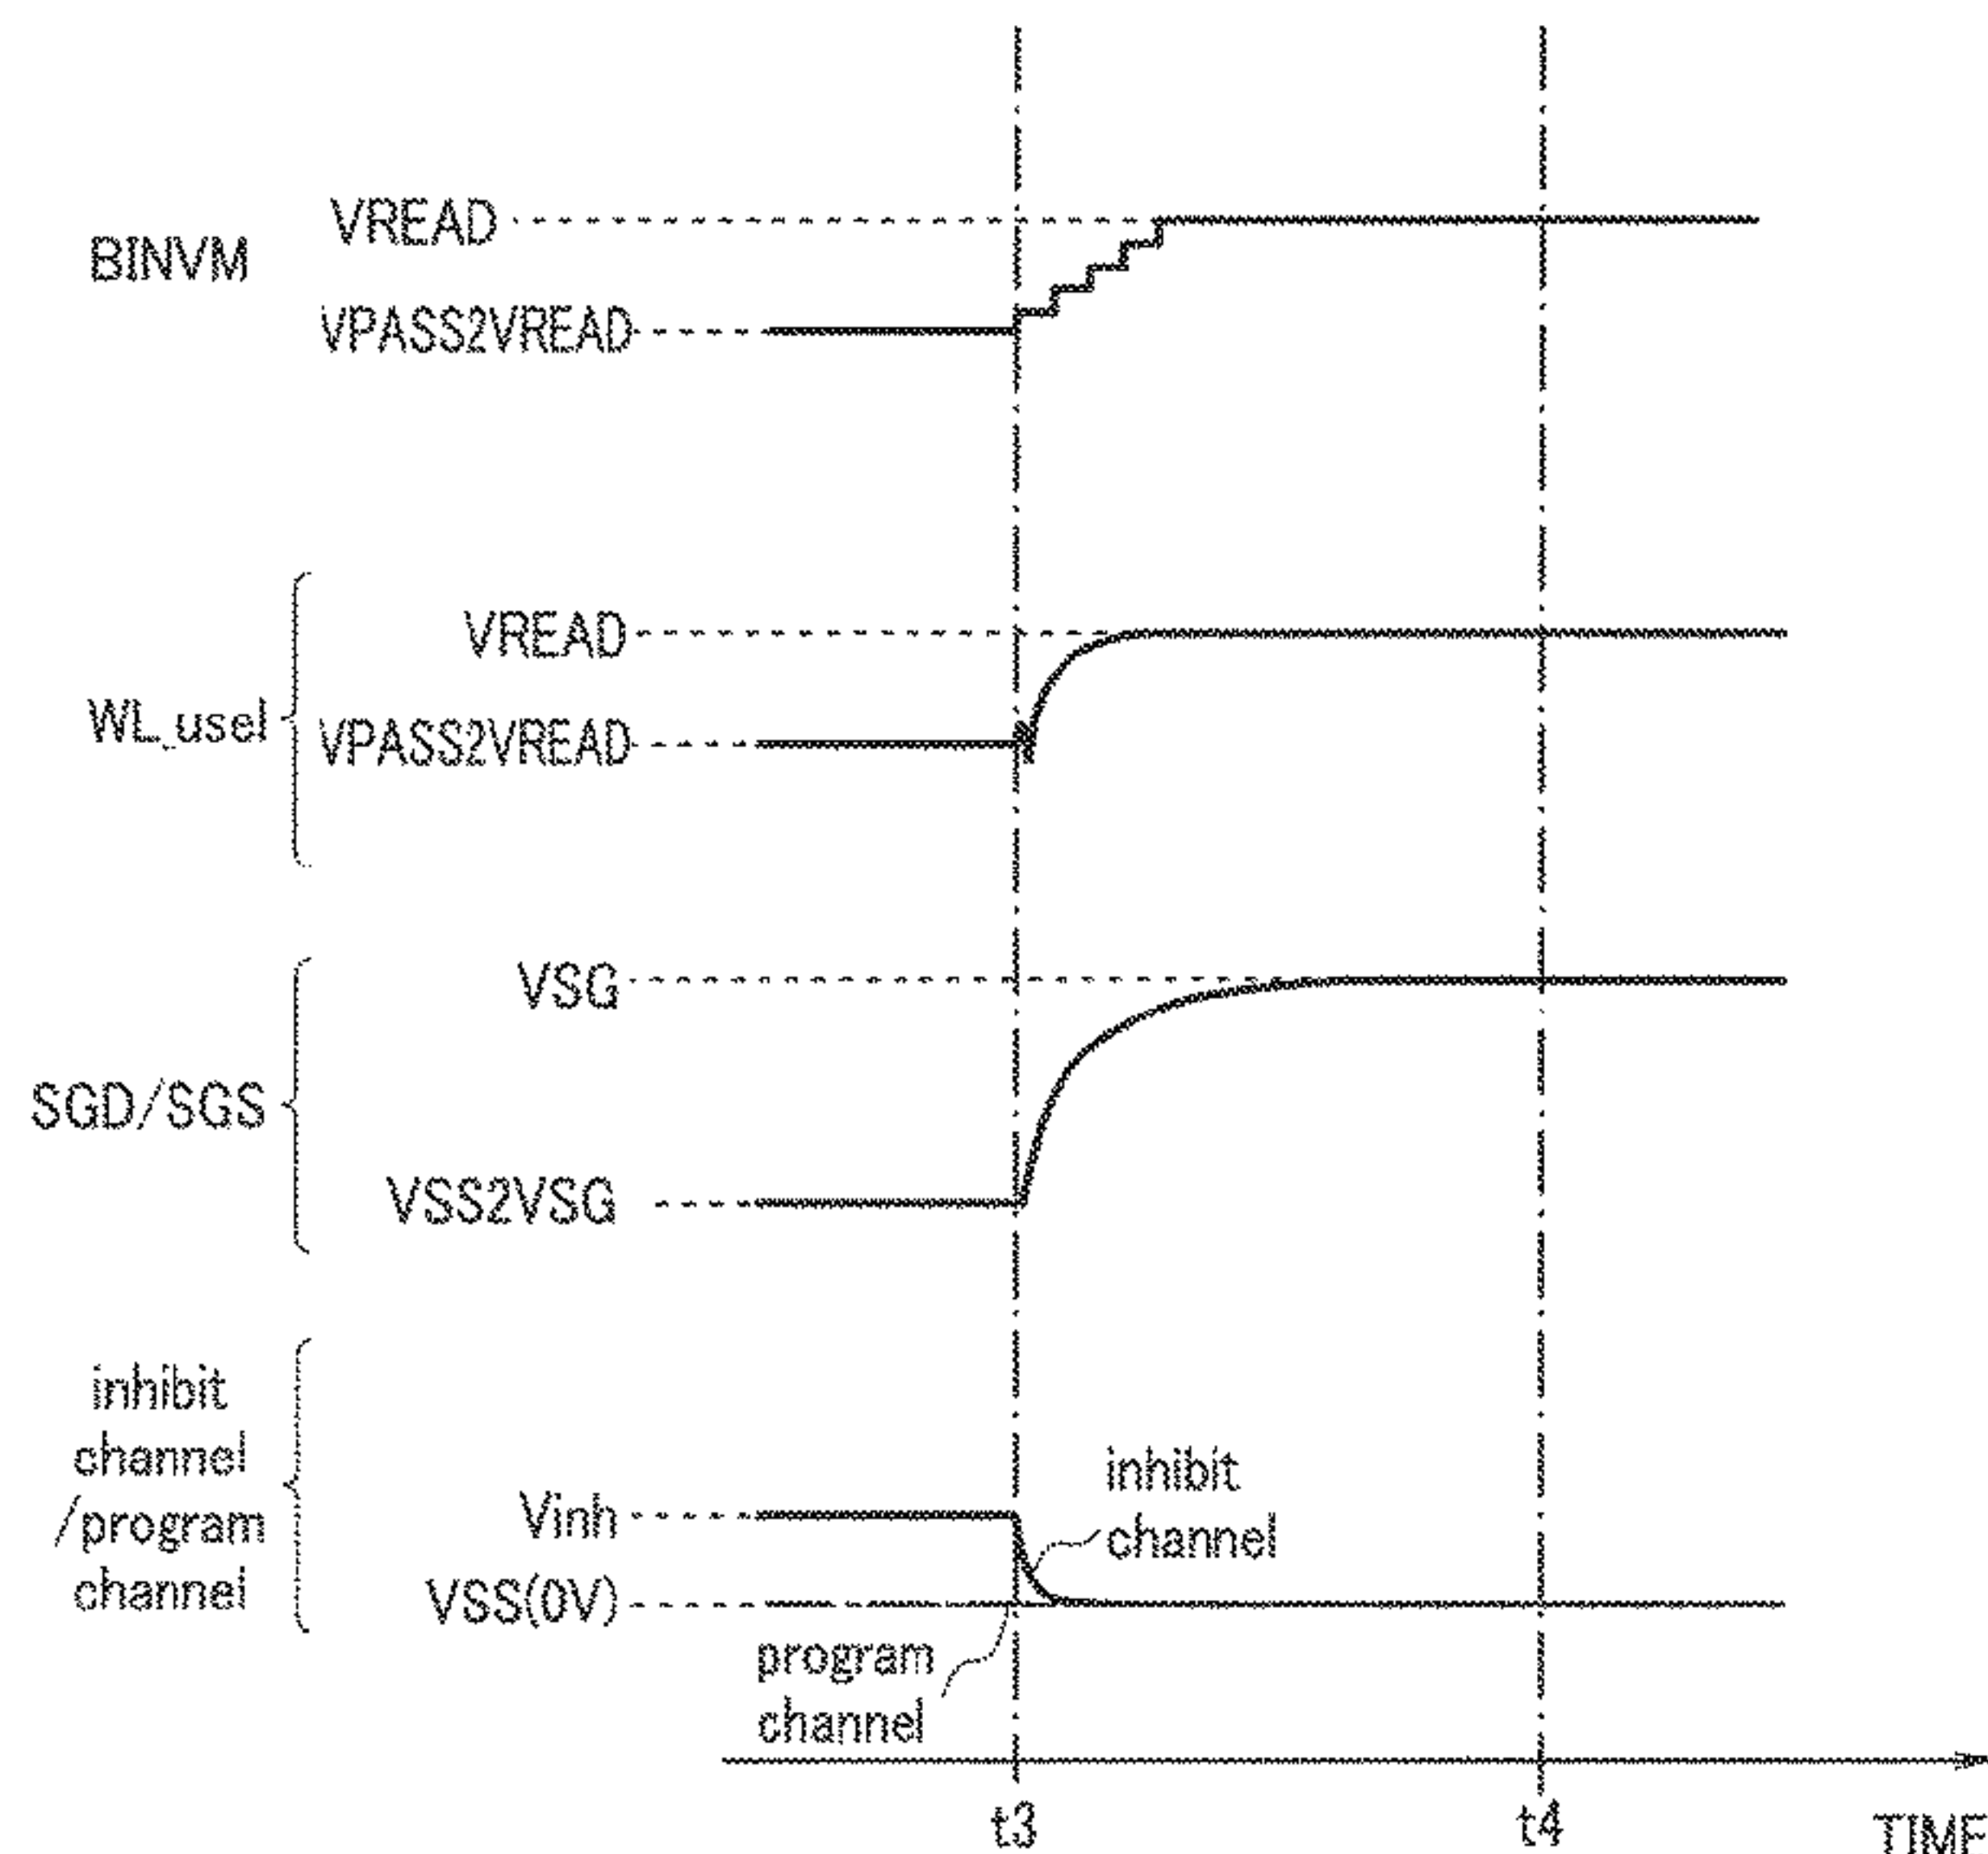 VREAD
BINVM
VPASS2VREAD
VREAD
WL_usel
VPASS2VREAD
VSG
SGD/SGS
VSS2VSG
inhibit
channel
/program
channel
Vinh
VSS(0V)
inhibit
channel
program
channel
t3
t4
TIME